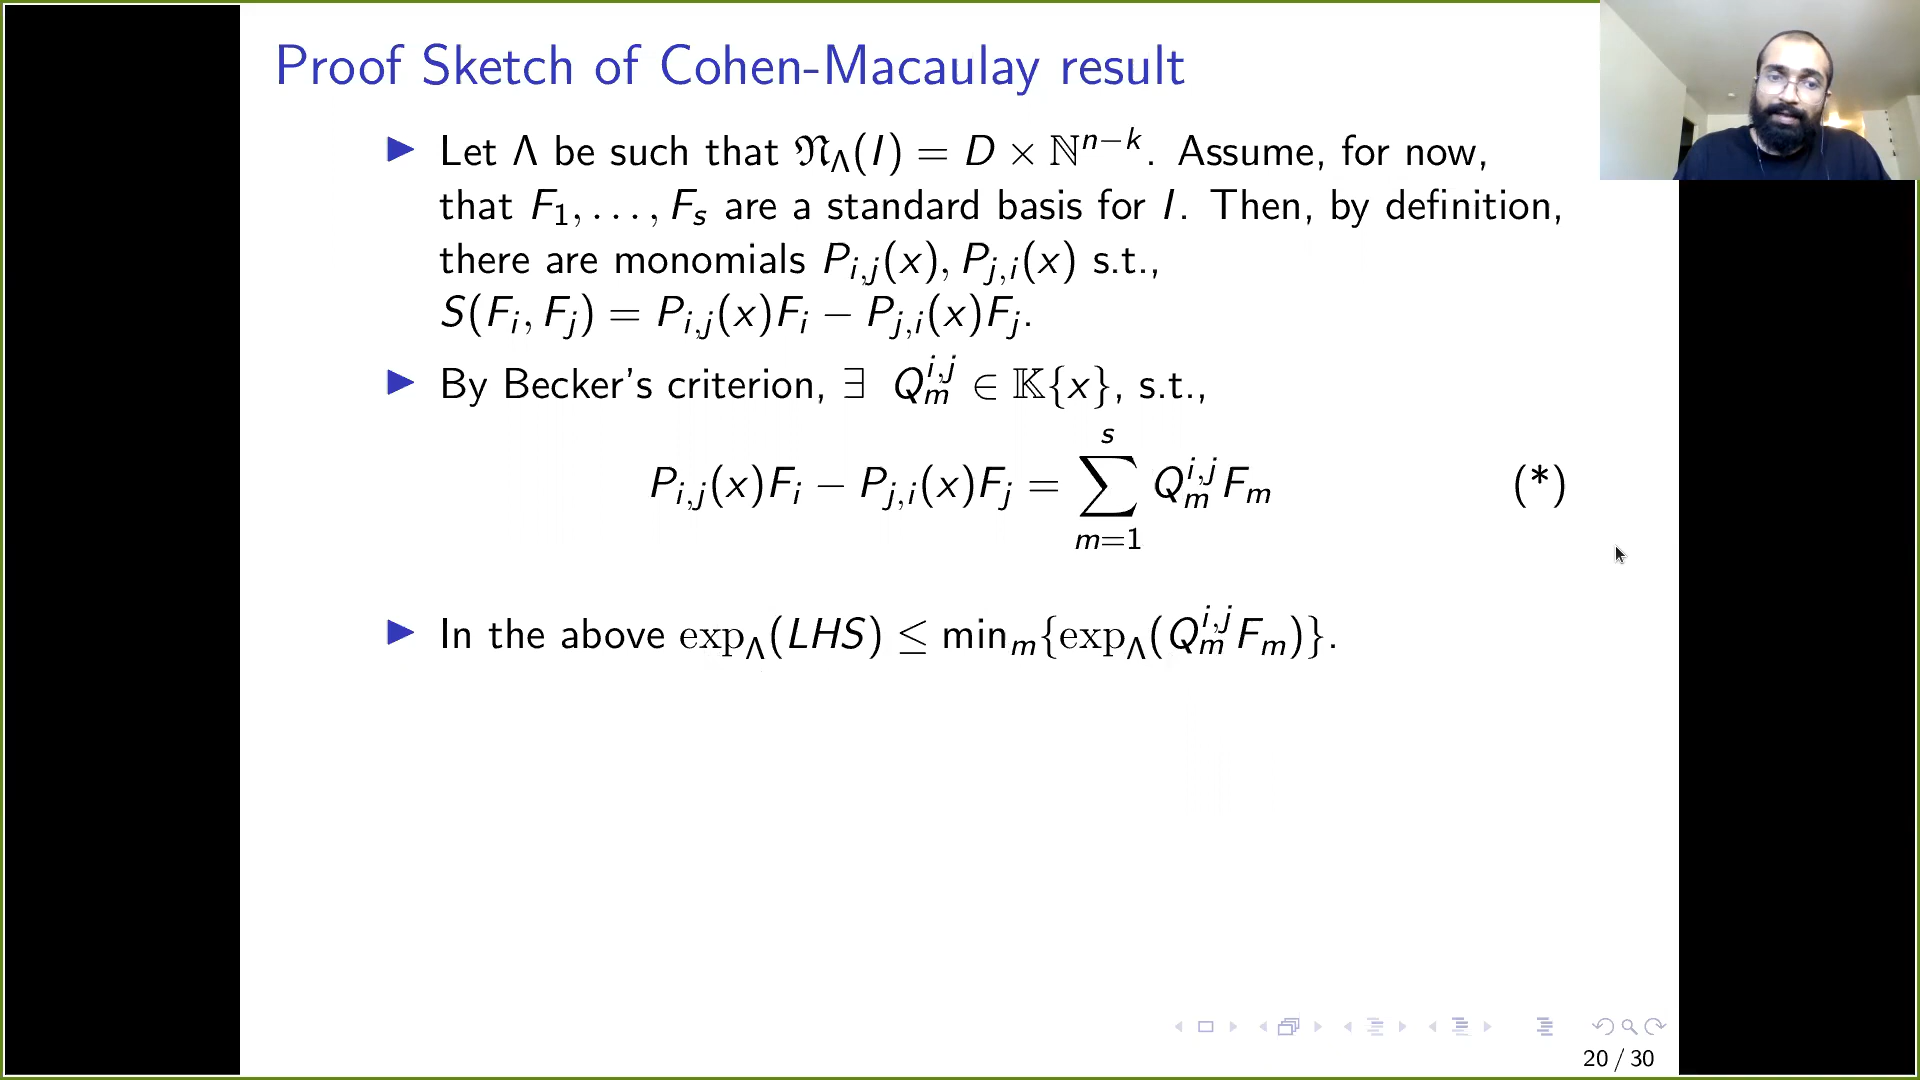 Proof Sketch of Cohen-Macaulay result
▶ Let Λ be such that 𝔑_Λ(I) = D × ℕ^{n−k}. Assume, for now,
that F_1, . . . , F_s are a standard basis for I. Then, by definition,
there are monomials P_{i,j}(x), P_{j,i}(x) s.t.,
S(F_i, F_j) = P_{i,j}(x)F_i − P_{j,i}(x)F_j.
▶ By Becker's criterion, ∃ Q_m^{i,j} ∈ 𝕂{x}, s.t.,
P_{i,j}(x)F_i − P_{j,i}(x)F_j = ∑_{m=1}^{s} Q_m^{i,j} F_m (*)
▶ In the above exp_Λ(LHS) ≤ min_m{exp_Λ(Q_m^{i,j} F_m)}.
20 / 30